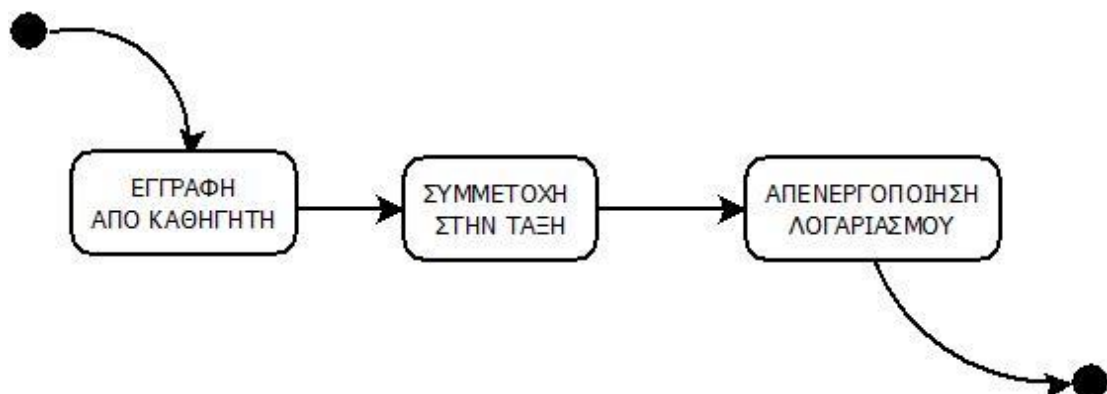 ΕΓΓΡΑΦΗ
ΑΠΟ ΚΑΘΗΓΗΤΗ
ΣΥΜΜΕΤΟΧΗ
ΣΤΗΝ ΤΑΞΗ
ΑΠΕΝΕΡΓΟΠΟΙΗΣΗ
ΛΟΓΑΡΙΑΣΜΟΥ